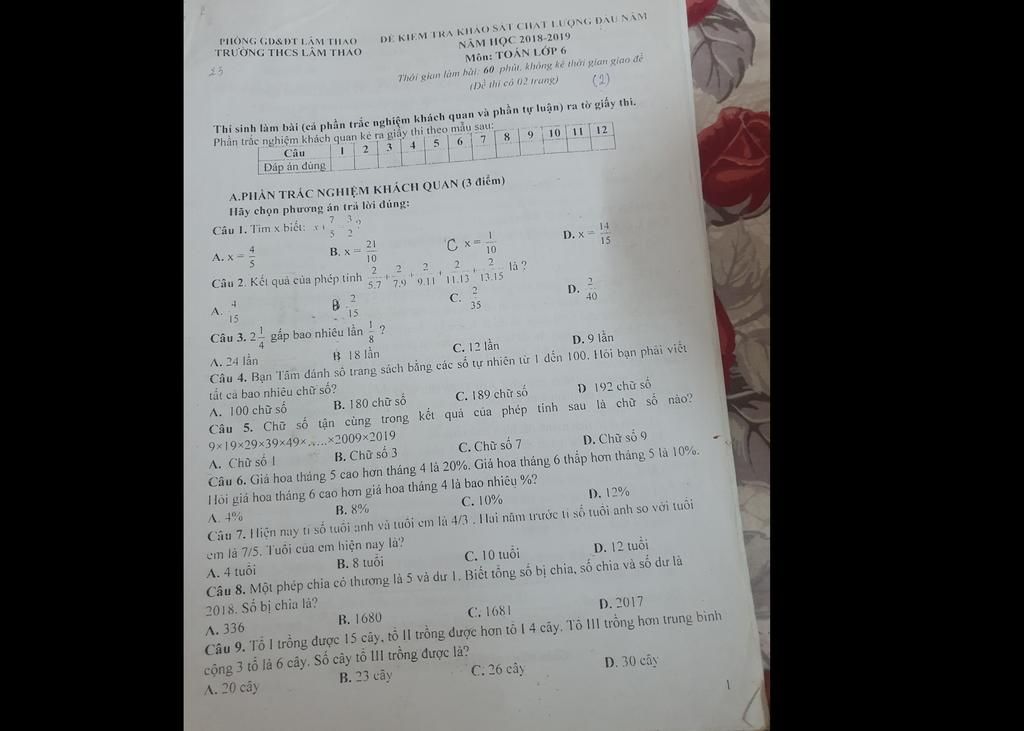 PHÒNG GD&ĐT LÂM THAO
TRƯỜNG THCS LÂM THAO
23
ĐỀ KIỂM TRA KHẢO SÁT CHẤT LƯỢNG ĐẦU NĂM
NĂM HỌC 2018-2019
Môn: TOÁN LỚP 6
Thời gian làm bài: 60 phút, không kể thời gian giao đề
(Đề thi có 02 trang)
(2)
Thí sinh làm bài (cả phần trắc nghiệm khách quan và phần tự luận) ra tờ giấy thi.
Phần trắc nghiệm khách quan kẻ ra giấy thi theo mẫu sau:
Câu 1 2 3 4 5 6 7 8 9 10 11 12
Đáp án đúng
A.PHẦN TRẮC NGHIỆM KHÁCH QUAN (3 điểm)
Hãy chọn phương án trả lời đúng:
Câu 1. Tìm x biết: x + 7/5 = 3/2 ?
A. x = 4/5 B. x = 21/10 C x = 1/10 D. x = 14/15
Câu 2. Kết quả của phép tính 2/5.7 + 2/7.9 + 2/9.11 + 2/11.13 + 2/13.15 là ?
A. 4/15 B. 2/15 C. 2/35 D. 2/40
Câu 3. 2 1/4 gấp bao nhiêu lần 1/8 ?
A. 24 lần B. 18 lần C. 12 lần D. 9 lần
Câu 4. Bạn Tâm đánh số trang sách bằng các số tự nhiên từ 1 đến 100. Hỏi bạn phải viết
tất cả bao nhiêu chữ số?
A. 100 chữ số B. 180 chữ số C. 189 chữ số D 192 chữ số
Câu 5. Chữ số tận cùng trong kết quả của phép tính sau là chữ số nào?
9×19×29×39×49×.....×2009×2019
A. Chữ số 1 B. Chữ số 3 C. Chữ số 7 D. Chữ số 9
Câu 6. Giá hoa tháng 5 cao hơn tháng 4 là 20%. Giá hoa tháng 6 thấp hơn tháng 5 là 10%.
Hỏi giá hoa tháng 6 cao hơn giá hoa tháng 4 là bao nhiêu %?
A. 4% B. 8% C. 10% D. 12%
Câu 7. Hiện nay tỉ số tuổi anh và tuổi em là 4/3 . Hai năm trước tỉ số tuổi anh so với tuổi
em là 7/5. Tuổi của em hiện nay là?
A. 4 tuổi B. 8 tuổi C. 10 tuổi D. 12 tuổi
Câu 8. Một phép chia có thương là 5 và dư 1. Biết tổng số bị chia, số chia và số dư là
2018. Số bị chia là?
A. 336 B. 1680 C. 1681 D. 2017
Câu 9. Tổ I trồng được 15 cây, tổ II trồng được hơn tổ I 4 cây. Tổ III trồng hơn trung bình
cộng 3 tổ là 6 cây. Số cây tổ III trồng được là?
A. 20 cây B. 23 cây C. 26 cây D. 30 cây
1